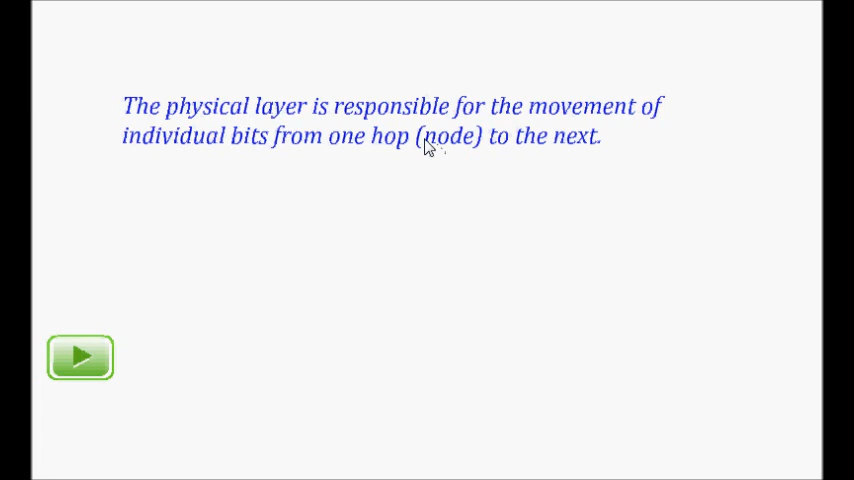 The physical layer is responsible for the movement of
individual bits from one hop (node) to the next.